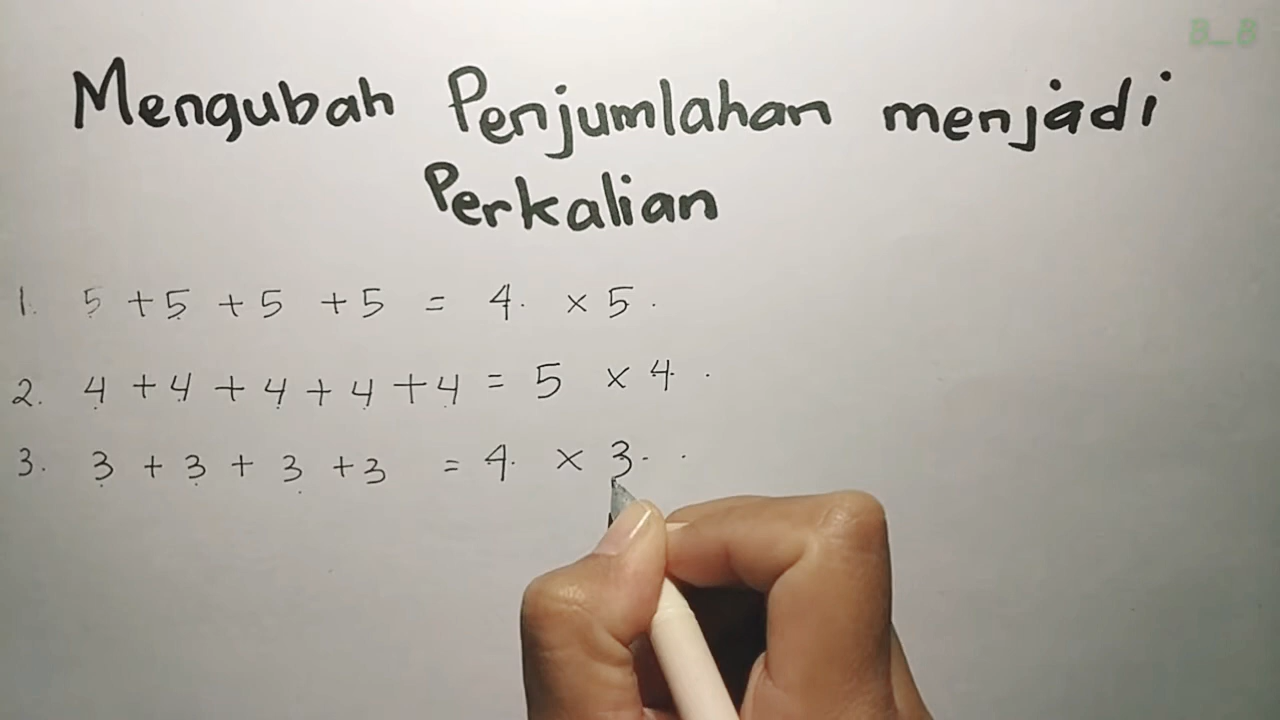 B_B
Mengubah Penjumlahan menjadi
Perkalian
1. 5 + 5 + 5 + 5 = 4 × 5
2. 4 + 4 + 4 + 4 + 4 = 5 × 4
3. 3 + 3 + 3 + 3 = 4 × 3